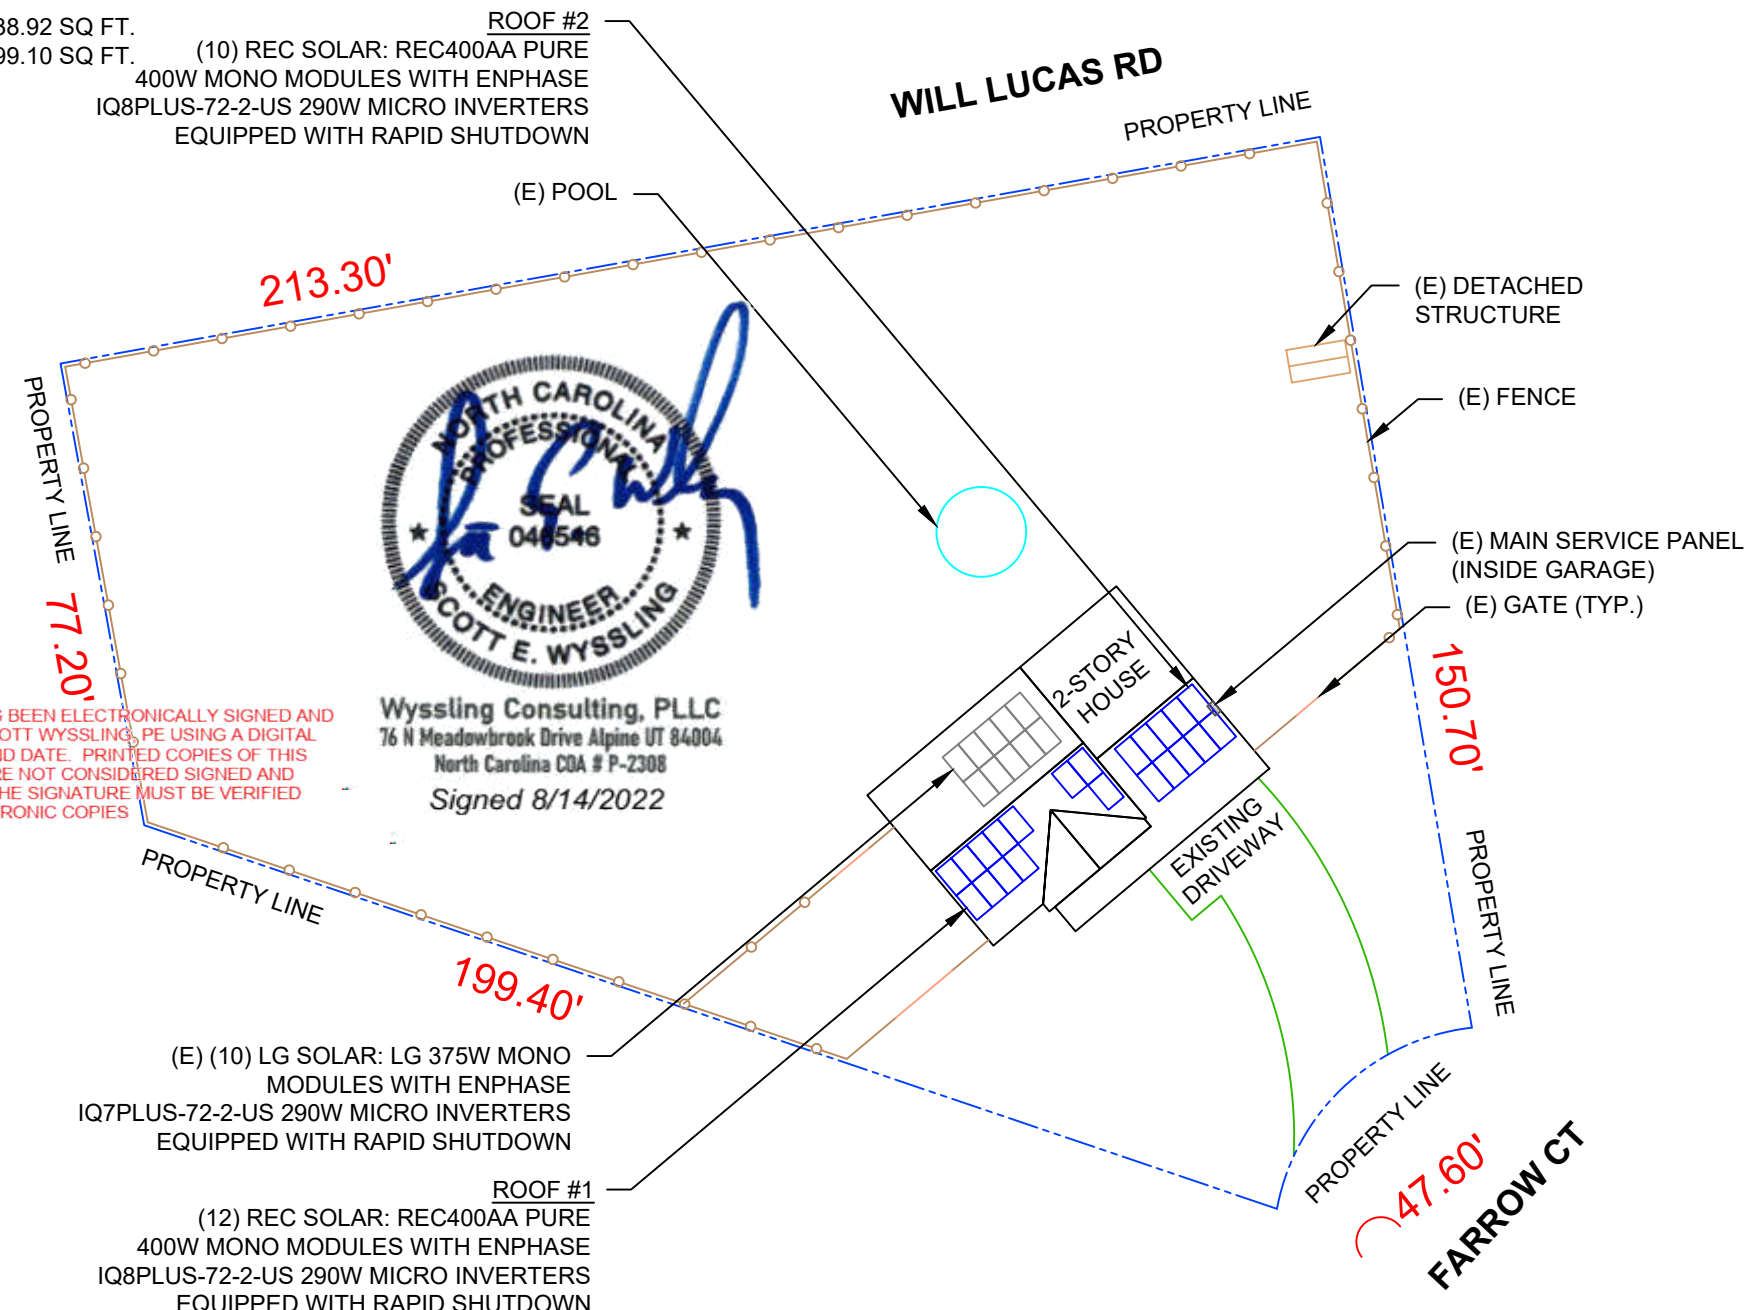 38.92 SQ FT.
99.10 SQ FT.
ROOF #2
(10) REC SOLAR: REC400AA PURE
400W MONO MODULES WITH ENPHASE
IQ8PLUS-72-2-US 290W MICRO INVERTERS
EQUIPPED WITH RAPID SHUTDOWN
WILL LUCAS RD
PROPERTY LINE
(E) POOL
213.30'
(E) DETACHED
STRUCTURE
(E) FENCE
PROPERTY LINE
77.20'
NORTH CAROLINA
PROFESSIONAL
SEAL
046546
ENGINEER
SCOTT E. WYSSLING
Wyssling Consulting, PLLC
76 N Meadowbrook Drive Alpine UT 84004
North Carolina COA # P-2308
Signed 8/14/2022
BEEN ELECTRONICALLY SIGNED AND
OTT WYSSLING, PE USING A DIGITAL
ND DATE. PRINTED COPIES OF THIS
RE NOT CONSIDERED SIGNED AND
HE SIGNATURE MUST BE VERIFIED
RONIC COPIES
(E) MAIN SERVICE PANEL
(INSIDE GARAGE)
(E) GATE (TYP.)
2-STORY
HOUSE
150.70'
EXISTING
DRIVEWAY
PROPERTY LINE
PROPERTY LINE
199.40'
(E) (10) LG SOLAR: LG 375W MONO
MODULES WITH ENPHASE
IQ7PLUS-72-2-US 290W MICRO INVERTERS
EQUIPPED WITH RAPID SHUTDOWN
ROOF #1
(12) REC SOLAR: REC400AA PURE
400W MONO MODULES WITH ENPHASE
IQ8PLUS-72-2-US 290W MICRO INVERTERS
EQUIPPED WITH RAPID SHUTDOWN
PROPERTY LINE
47.60'
FARROW CT